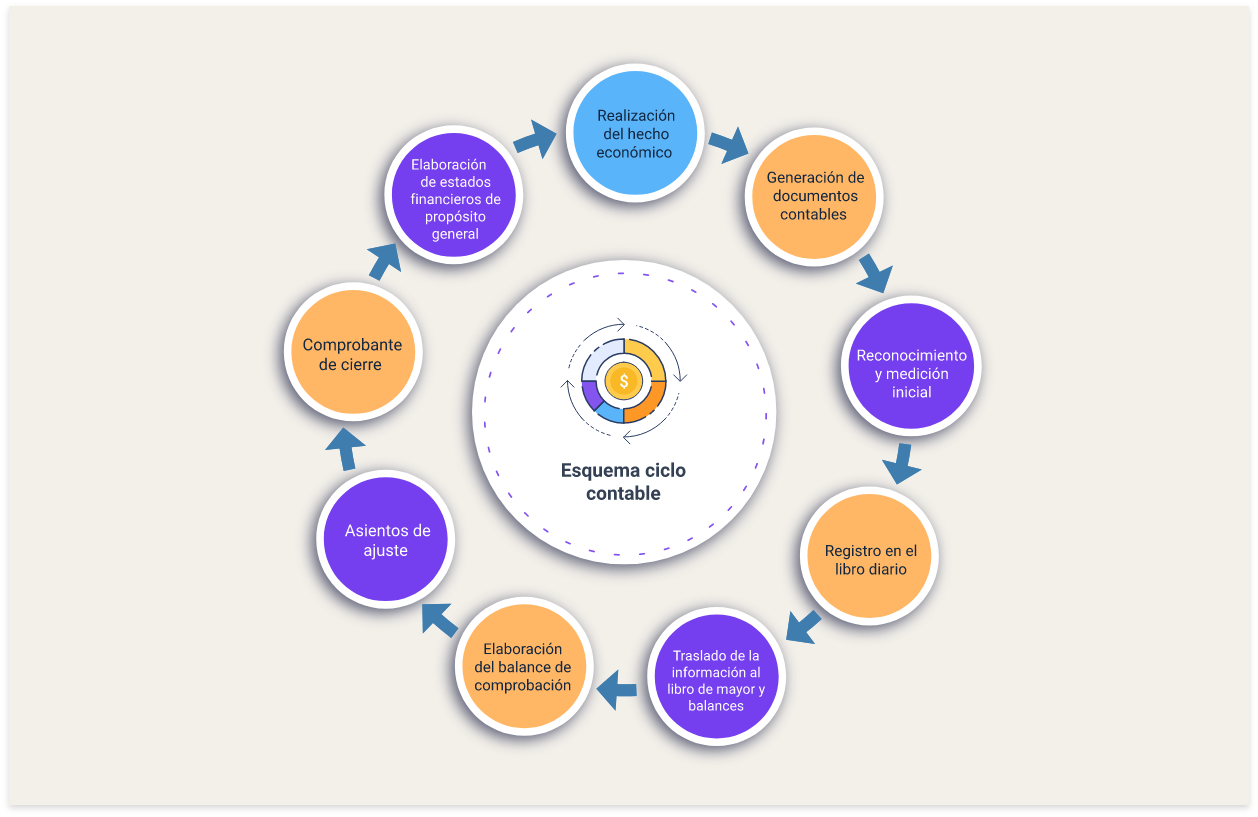 Realización
del hecho
económico
Generación de
documentos
contables
Reconocimiento
y medición
inicial
Registro en el
libro diario
Traslado de la
información al
libro de mayor y
balances
Elaboración
del balance de
comprobación
Asientos de
ajuste
Comprobante
de cierre
Elaboración
de estados
financieros de
propósito
general
$
Esquema ciclo
contable